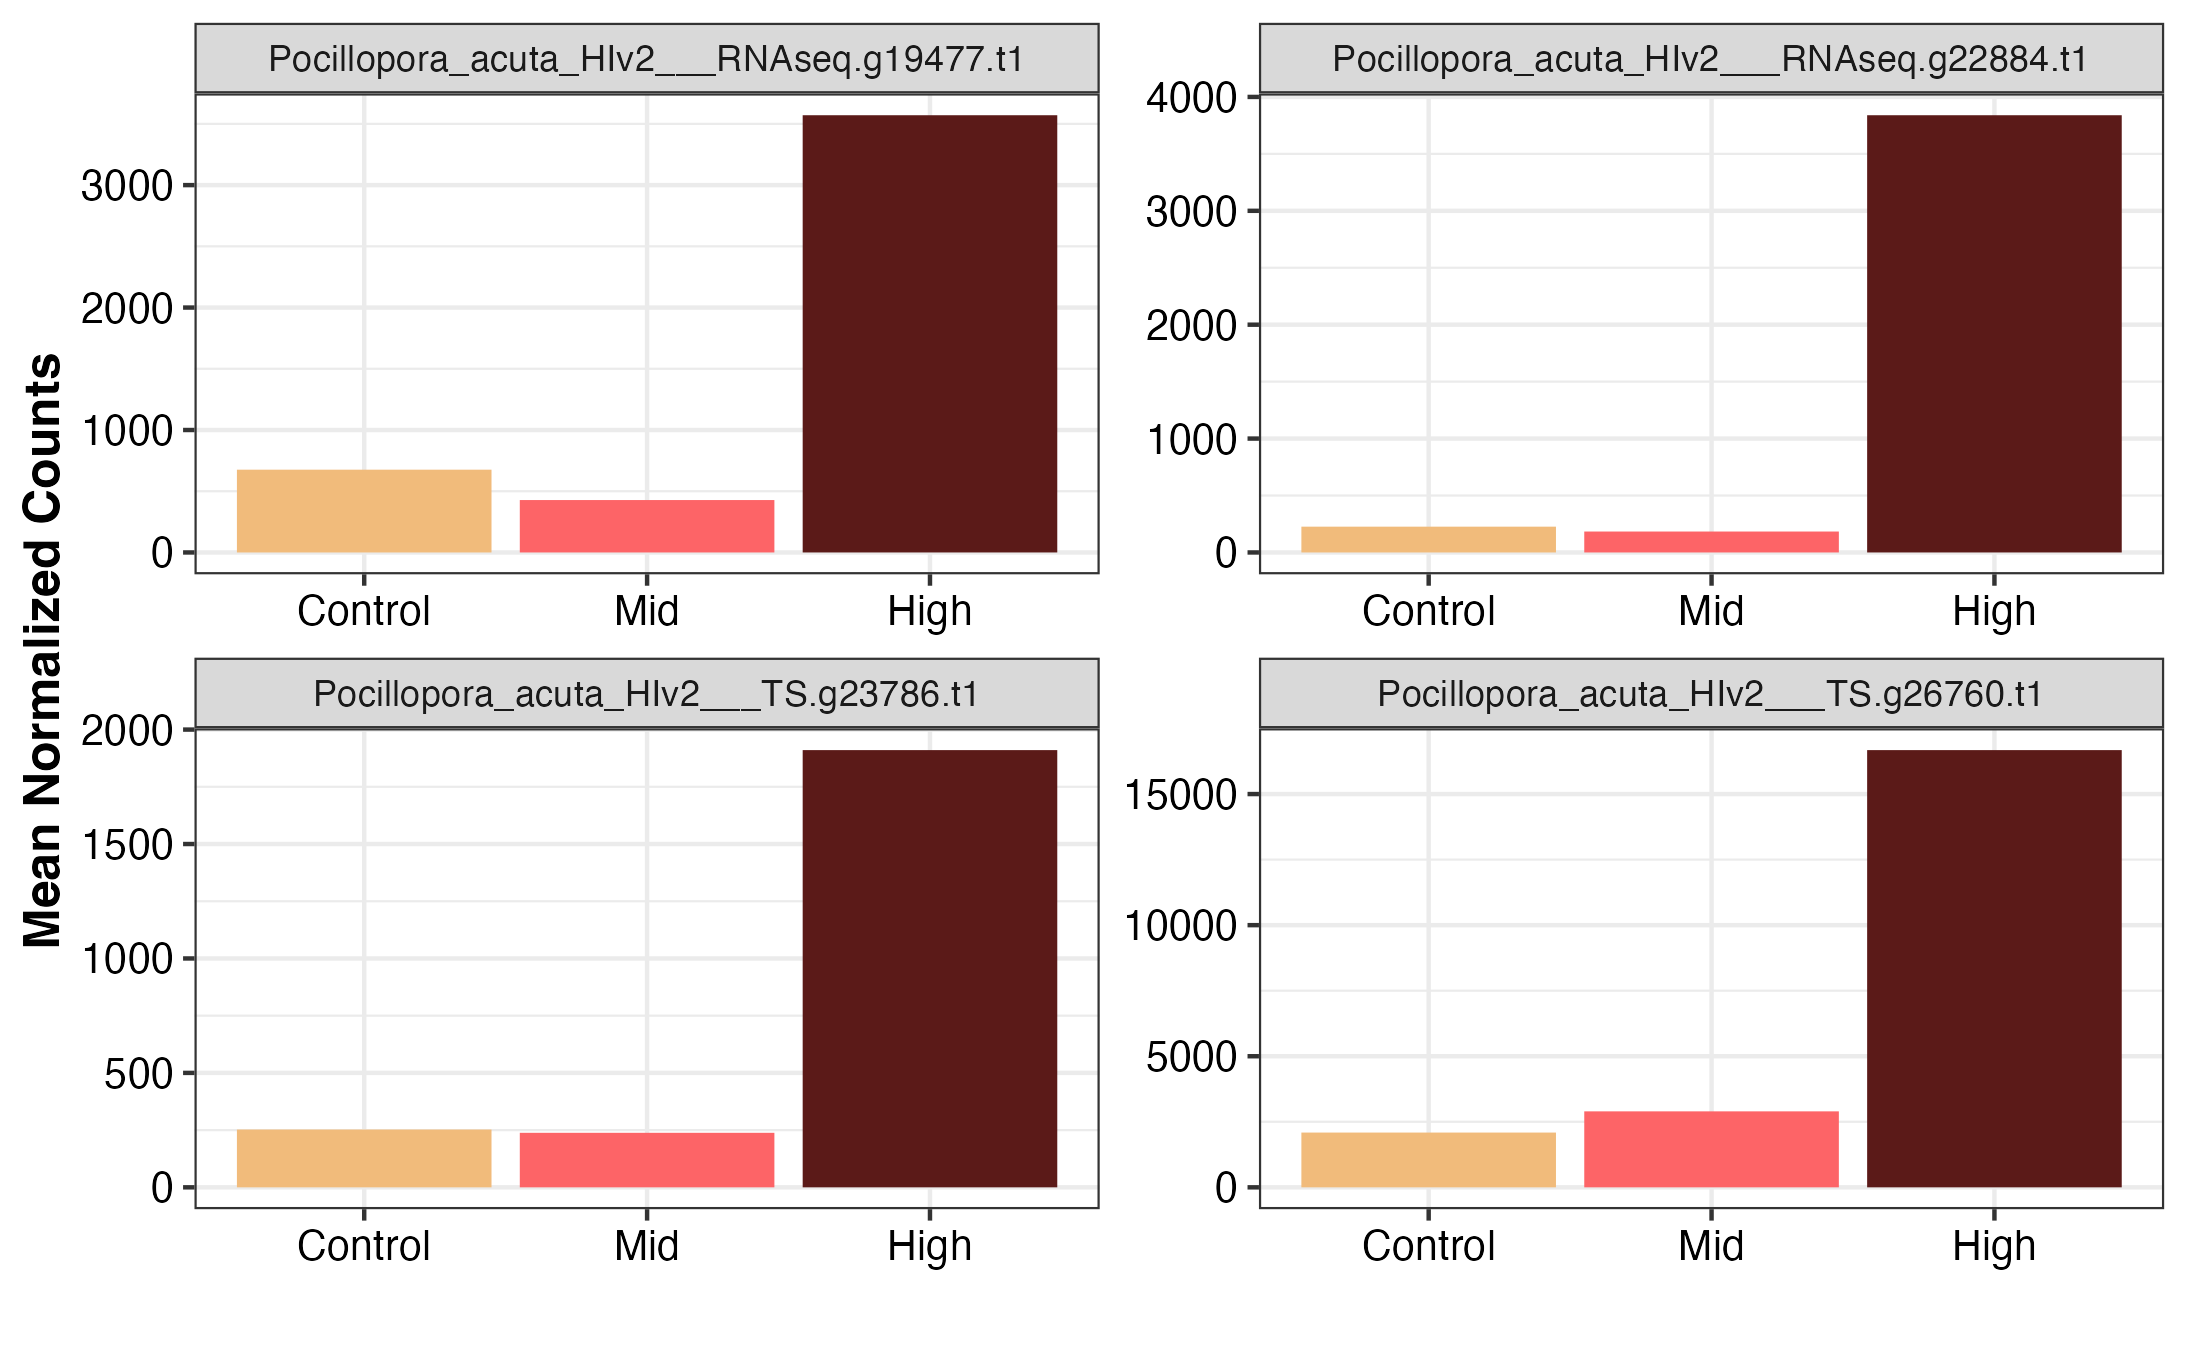 Mean Normalized Counts
Pocillopora_acuta_HIv2___RNAseq.g19477.t1
3000
2000
1000
0
Control Mid High
Pocillopora_acuta_HIv2___RNAseq.g22884.t1
4000
3000
2000
1000
0
Control Mid High
Pocillopora_acuta_HIv2___TS.g23786.t1
2000
1500
1000
500
0
Control Mid High
Pocillopora_acuta_HIv2___TS.g26760.t1
15000
10000
5000
0
Control Mid High